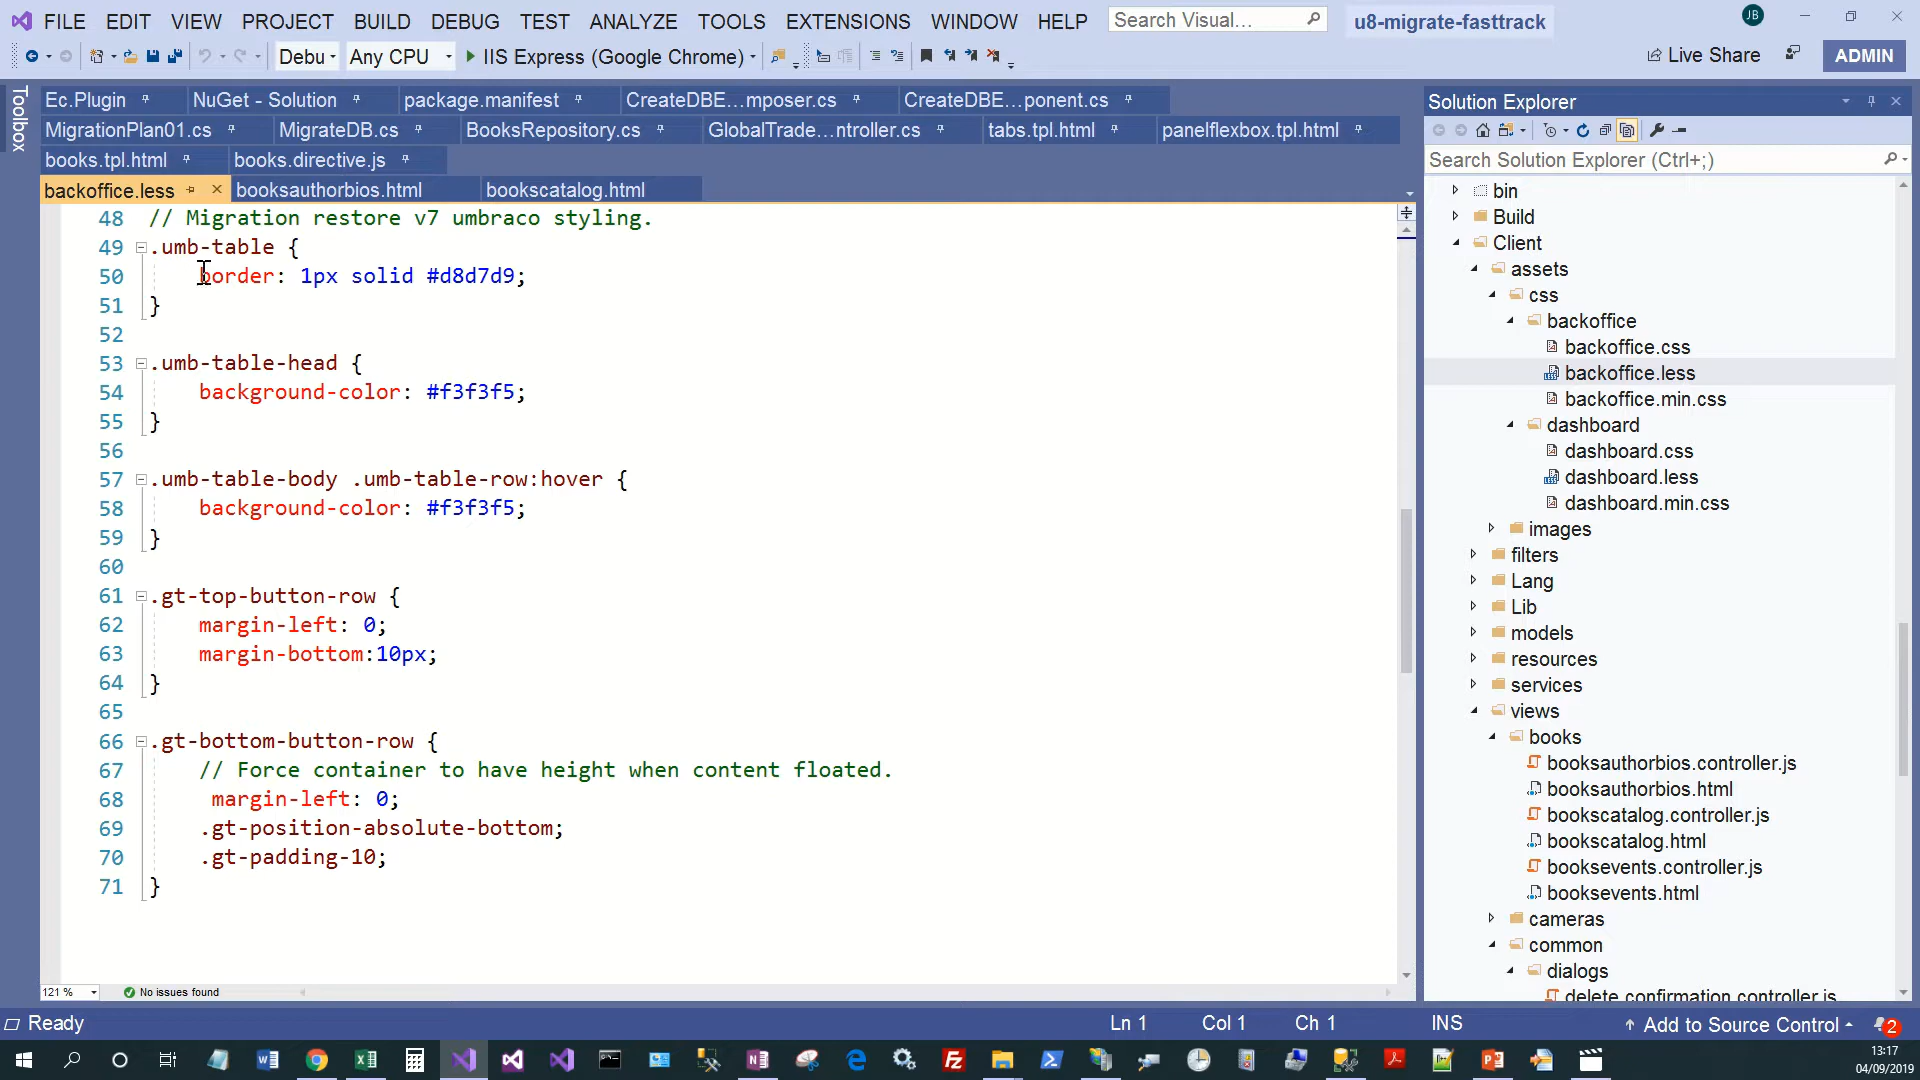 FILE EDIT VIEW PROJECT BUILD DEBUG TEST ANALYZE TOOLS EXTENSIONS WINDOW HELP Search Visual... u8-migrate-fasttrack JB
Debu Any CPU IIS Express (Google Chrome) Live Share ADMIN
Toolbox
Ec.Plugin NuGet - Solution package.manifest CreateDBE...mposer.cs CreateDBE...ponent.cs
MigrationPlan01.cs MigrateDB.cs BooksRepository.cs GlobalTrade...ntroller.cs tabs.tpl.html panelflexbox.tpl.html
books.tpl.html books.directive.js
backoffice.less booksauthorbios.html bookscatalog.html
48 // Migration restore v7 umbraco styling.
49 .umb-table {
50 border: 1px solid #d8d7d9;
51 }
52
53 .umb-table-head {
54 background-color: #f3f3f5;
55 }
56
57 .umb-table-body .umb-table-row:hover {
58 background-color: #f3f3f5;
59 }
60
61 .gt-top-button-row {
62 margin-left: 0;
63 margin-bottom:10px;
64 }
65
66 .gt-bottom-button-row {
67 // Force container to have height when content floated.
68 margin-left: 0;
69 .gt-position-absolute-bottom;
70 .gt-padding-10;
71 }
121 % No issues found
Solution Explorer
Search Solution Explorer (Ctrl+;)
bin
Build
Client
assets
css
backoffice
backoffice.css
backoffice.less
backoffice.min.css
dashboard
dashboard.css
dashboard.less
dashboard.min.css
images
filters
Lang
Lib
models
resources
services
views
books
booksauthorbios.controller.js
booksauthorbios.html
bookscatalog.controller.js
bookscatalog.html
booksevents.controller.js
booksevents.html
cameras
common
dialogs
delete.confirmation.controller.js
Ready Ln 1 Col 1 Ch 1 INS Add to Source Control 2
13:17
04/09/2019